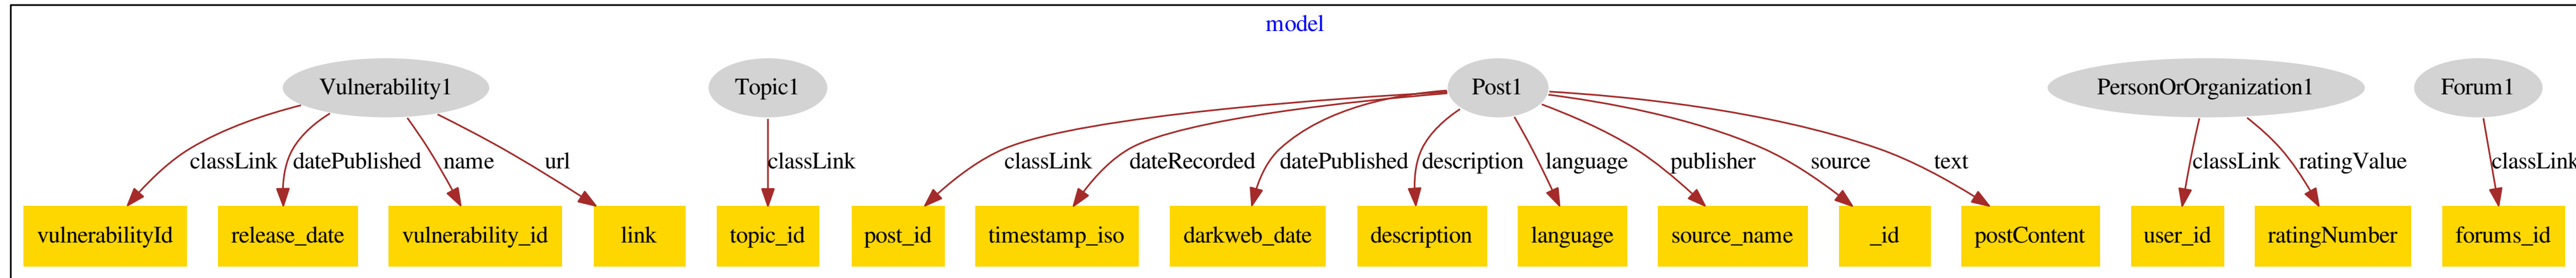 model
Vulnerability1 Topic1 Post1 PersonOrOrganization1 Forum1
classLink datePublished name url classLink classLink dateRecorded datePublished description language publisher source text classLink ratingValue classLink
vulnerabilityId release_date vulnerability_id link topic_id post_id timestamp_iso darkweb_date description language source_name _id postContent user_id ratingNumber forums_id